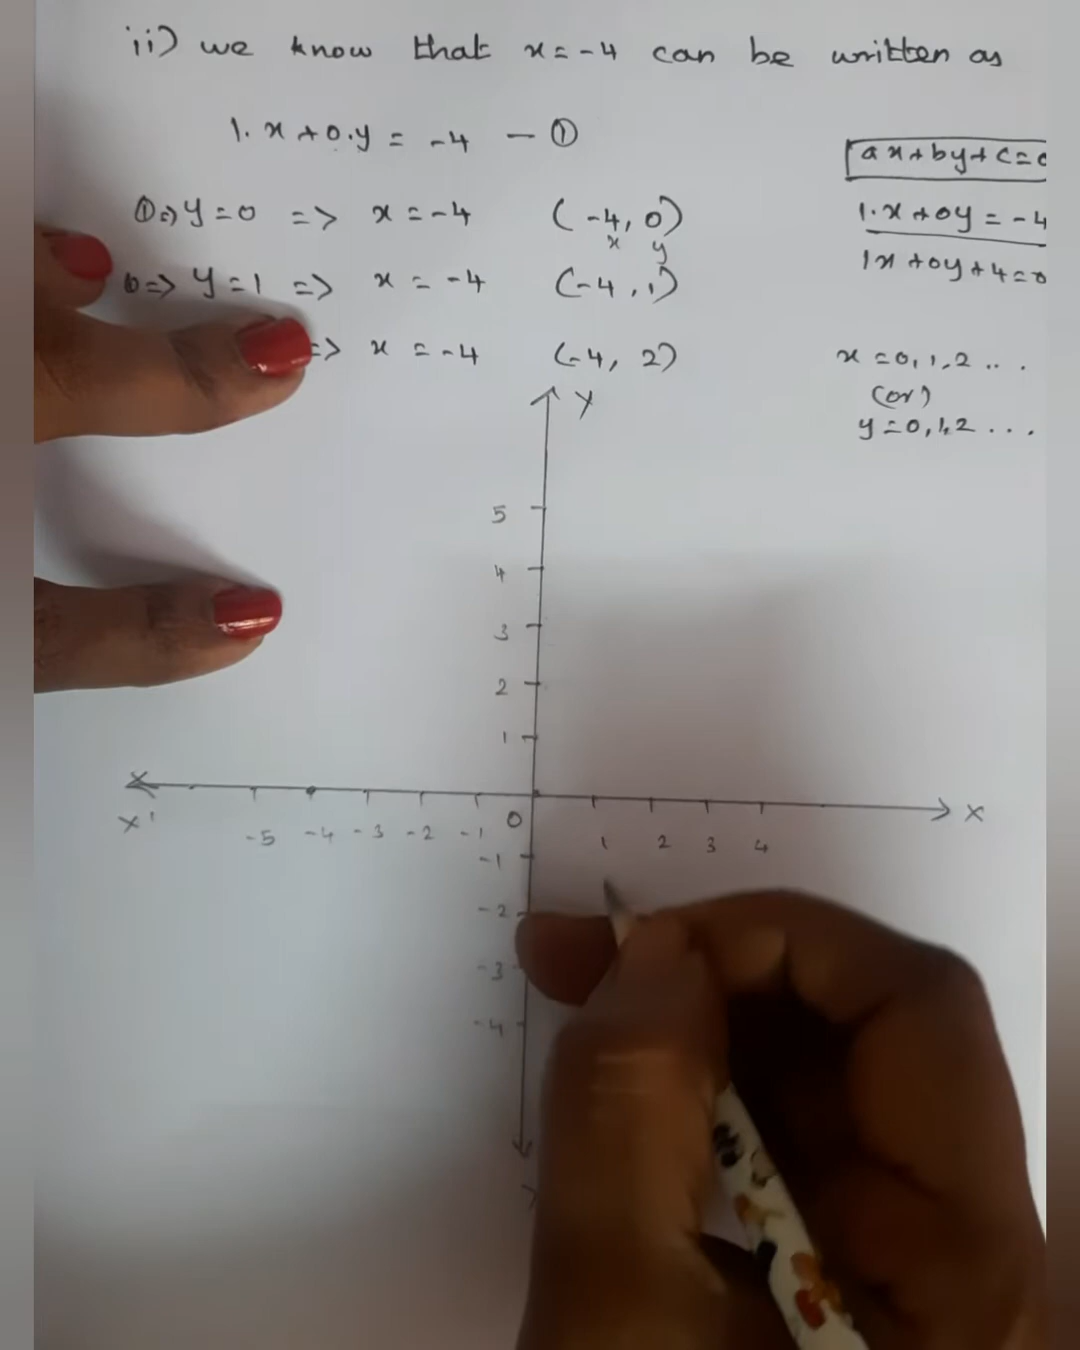 ii) we know that x = -4 can be written as
1. x + 0.y = -4 — ①
ax + by + c =
①=> y = 0 => x = -4 (-4, 0)
x y
1.x + 0y = -4
①=> y = 1 => x = -4 (-4, 1)
1x + 0y + 4 = 0
=> x = -4 (-4, 2)
x = 0, 1, 2 ...
(or)
y = 0, 1, 2 ...
Y
5
4
3
2
1
X' X
-5 -4 -3 -2 -1 0 1 2 3 4
-1
-2
-3
-4